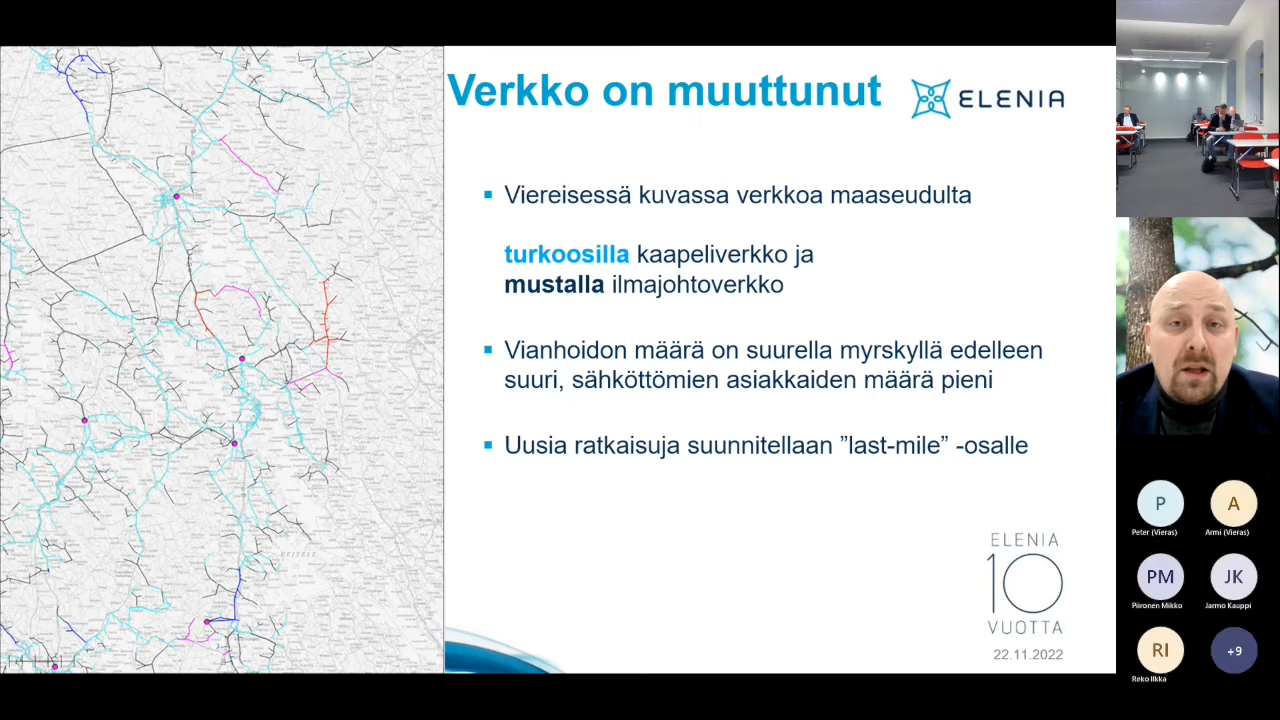 Verkko on muuttunut
ELENIA
Viereisessä kuvassa verkkoa maaseudulta
turkoosilla kaapeliverkko ja
mustalla ilmajohtoverkko
Vianhoidon määrä on suurella myrskyllä edelleen
suuri, sähköttömien asiakkaiden määrä pieni
Uusia ratkaisuja suunnitellaan ”last-mile” -osalle
KEITELE
ELENIA
10
VUOTTA
22.11.2022
P
A
Peter (Vieras)
Armi (Vieras)
PM
JK
Piironen Mikko
Jarmo Kauppi
RI
+9
Reko Ilkka